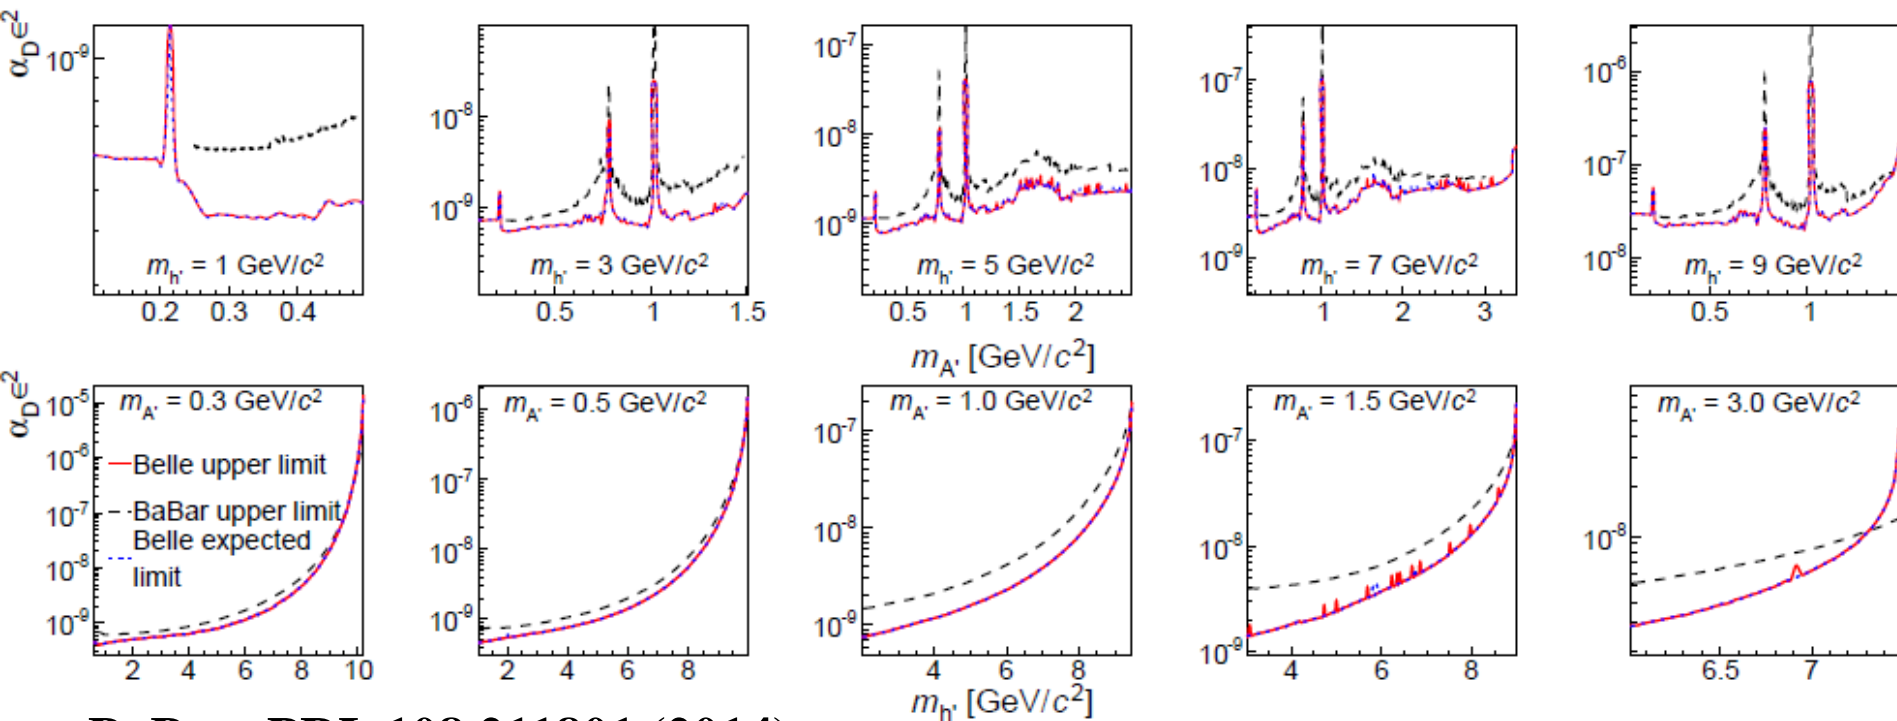 α_D ϵ²
10⁻⁹
m_h' = 1 GeV/c²
0.2 0.3 0.4
10⁻⁸
10⁻⁹
m_h' = 3 GeV/c²
0.5 1 1.5
10⁻⁷
10⁻⁸
10⁻⁹
m_h' = 5 GeV/c²
0.5 1 1.5 2
10⁻⁷
10⁻⁸
10⁻⁹
m_h' = 7 GeV/c²
1 2 3
10⁻⁶
10⁻⁷
10⁻⁸
m_h' = 9 GeV/c²
0.5 1
m_A' [GeV/c²]
α_D ϵ²
10⁻⁵
10⁻⁶
10⁻⁷
10⁻⁸
10⁻⁹
m_A' = 0.3 GeV/c²
Belle upper limit
BaBar upper limit
Belle expected
limit
2 4 6 8 10
10⁻⁶
10⁻⁷
10⁻⁸
10⁻⁹
m_A' = 0.5 GeV/c²
2 4 6 8
10⁻⁷
10⁻⁸
10⁻⁹
m_A' = 1.0 GeV/c²
4 6 8
10⁻⁷
10⁻⁸
10⁻⁹
m_A' = 1.5 GeV/c²
4 6 8
10⁻⁸
m_A' = 3.0 GeV/c²
6.5 7
m_h' [GeV/c²]